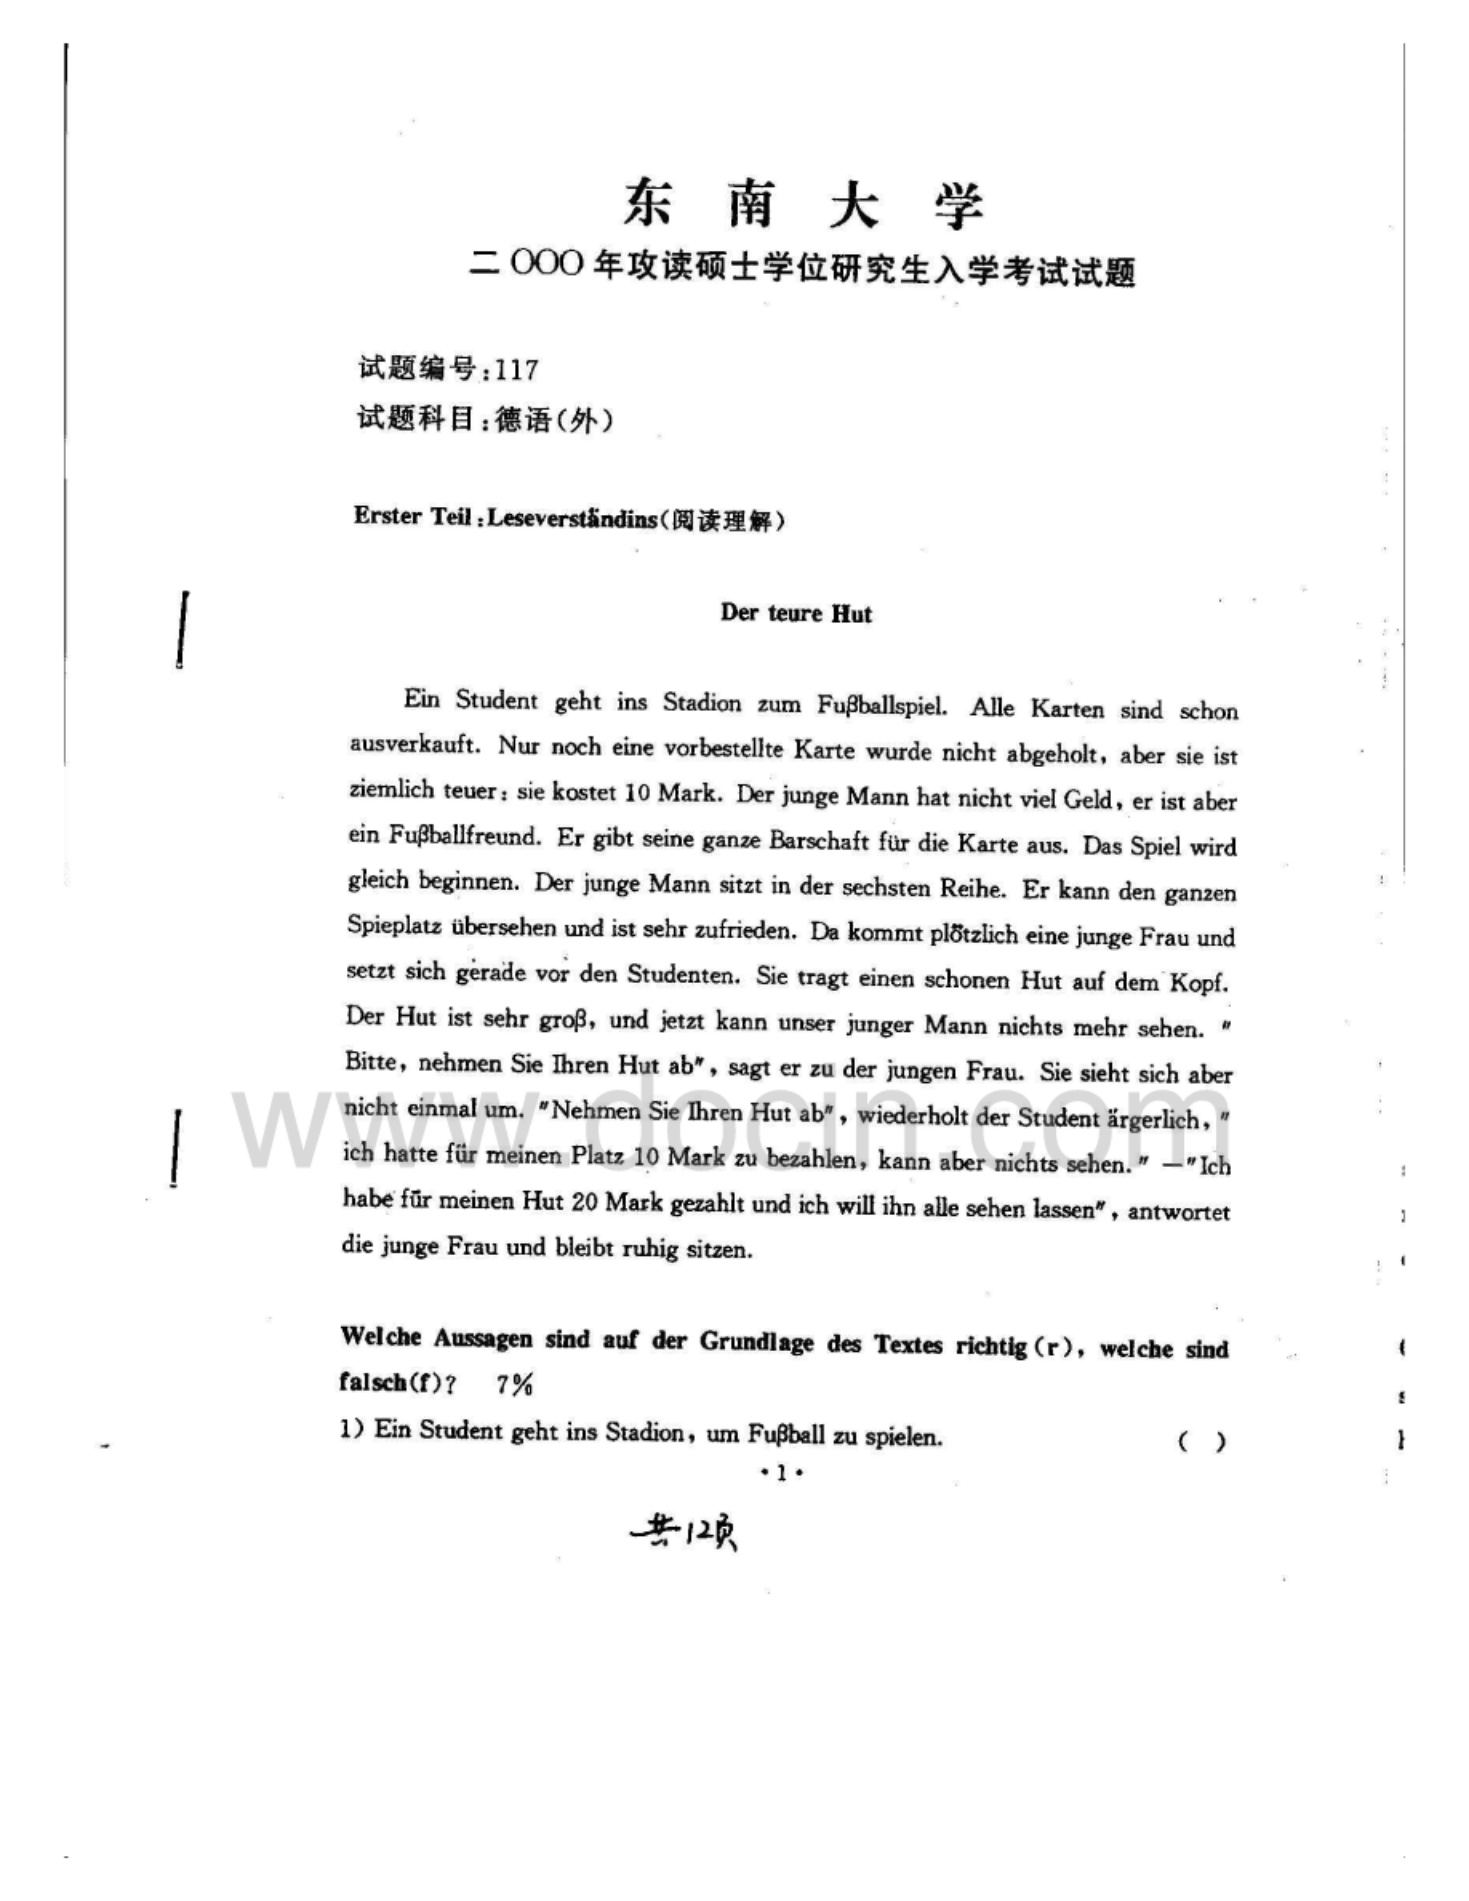 东南大学
二OOO年攻读硕士学位研究生入学考试试题
试题编号:117
试题科目:德语(外)
Erster Teil:Leseverständins(阅读理解)
Der teure Hut
Ein Student geht ins Stadion zum Fußballspiel. Alle Karten sind schon
ausverkauft. Nur noch eine vorbestellte Karte wurde nicht abgeholt, aber sie ist
ziemlich teuer: sie kostet 10 Mark. Der junge Mann hat nicht viel Geld, er ist aber
ein Fußballfreund. Er gibt seine ganze Barschaft für die Karte aus. Das Spiel wird
gleich beginnen. Der junge Mann sitzt in der sechsten Reihe. Er kann den ganzen
Spieplatz übersehen und ist sehr zufrieden. Da kommt plötzlich eine junge Frau und
setzt sich gerade vor den Studenten. Sie tragt einen schonen Hut auf dem Kopf.
Der Hut ist sehr groß, und jetzt kann unser junger Mann nichts mehr sehen. "
Bitte, nehmen Sie Ihren Hut ab", sagt er zu der jungen Frau. Sie sieht sich aber
nicht einmal um. "Nehmen Sie Ihren Hut ab", wiederholt der Student ärgerlich, "
ich hatte für meinen Platz 10 Mark zu bezahlen, kann aber nichts sehen." —"Ich
habe für meinen Hut 20 Mark gezahlt und ich will ihn alle sehen lassen", antwortet
die junge Frau und bleibt ruhig sitzen.
www.docin.com
Welche Aussagen sind auf der Grundlage des Textes richtig(r), welche sind
falsch(f)? 7%
1) Ein Student geht ins Stadion, um Fußball zu spielen. ( )
·1·
共12页